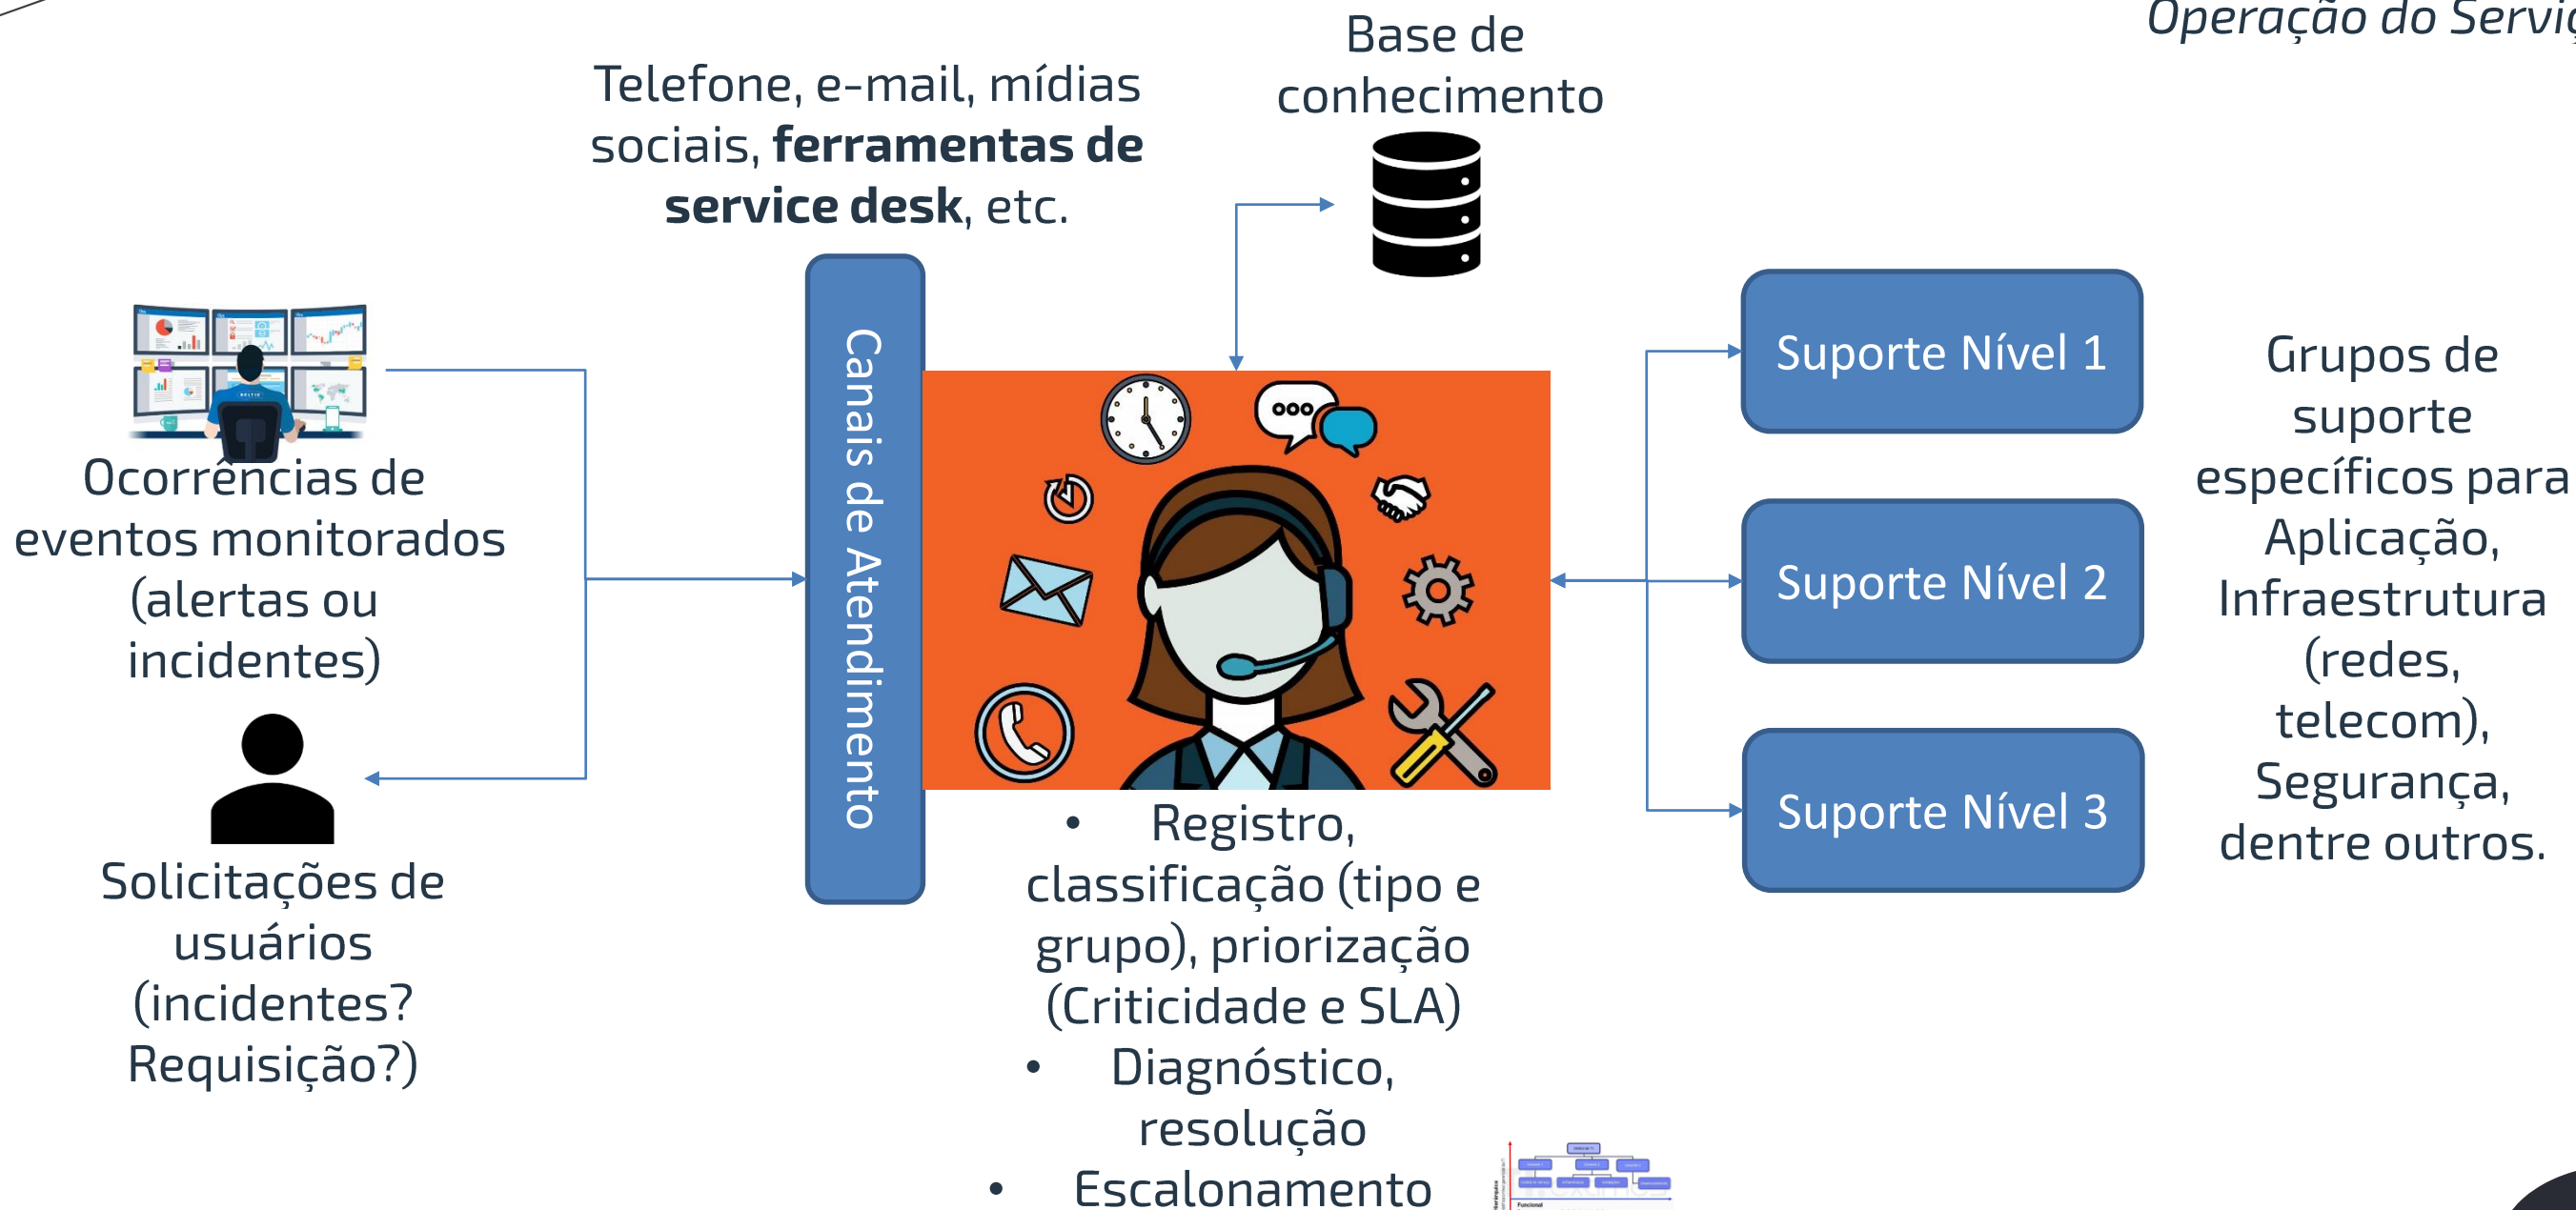 Operação do Serviç
Base de
conhecimento
Telefone, e-mail, mídias
sociais, ferramentas de
service desk, etc.
Canais de Atendimento
Ocorrências de
eventos monitorados
(alertas ou
incidentes)
Solicitações de
usuários
(incidentes?
Requisição?)
• Registro,
classificação (tipo e
grupo), priorização
(Criticidade e SLA)
• Diagnóstico,
resolução
• Escalonamento
Suporte Nível 1
Suporte Nível 2
Suporte Nível 3
Grupos de
suporte
específicos para
Aplicação,
Infraestrutura
(redes,
telecom),
Segurança,
dentre outros.
Funcional